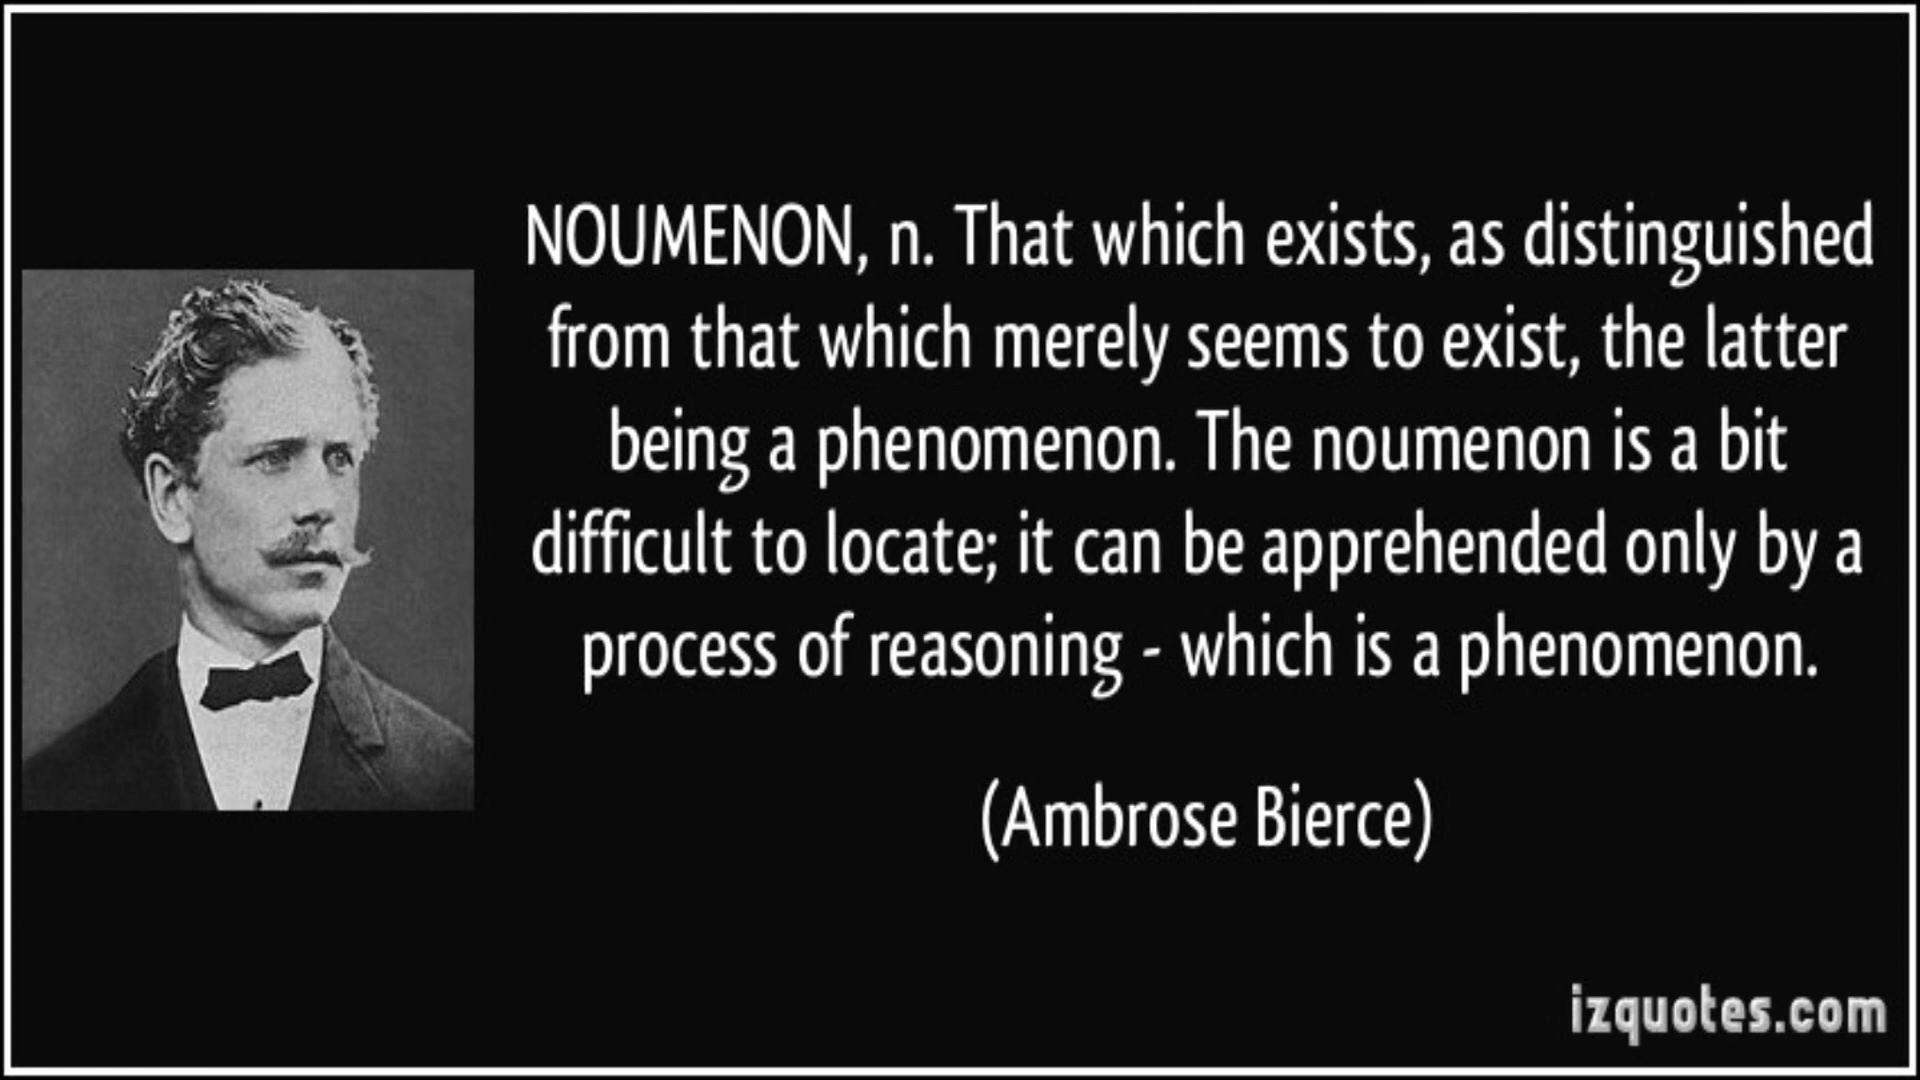 NOUMENON, n. That which exists, as distinguished
from that which merely seems to exist, the latter
being a phenomenon. The noumenon is a bit
difficult to locate; it can be apprehended only by a
process of reasoning - which is a phenomenon.
(Ambrose Bierce)
izquotes.com